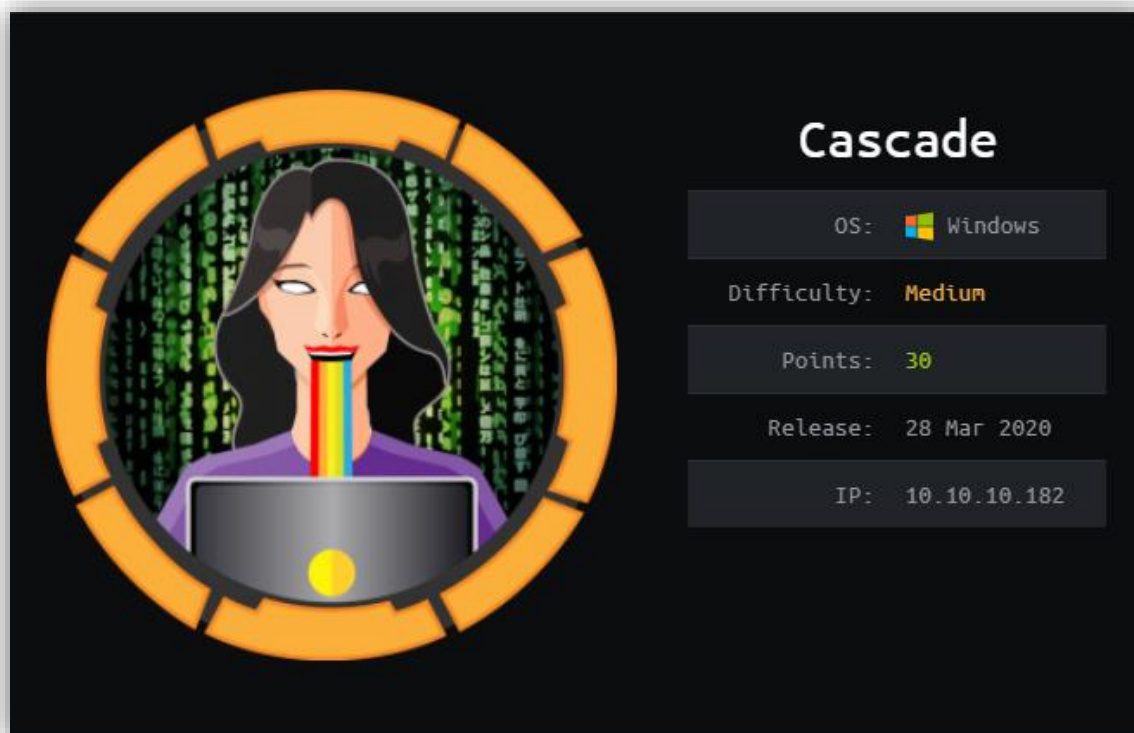 Cascade
OS: Windows
Difficulty: Medium
Points: 30
Release: 28 Mar 2020
IP: 10.10.10.182